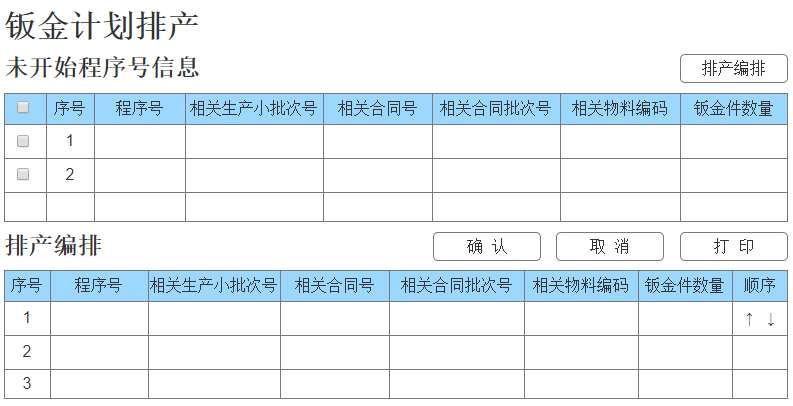 钣金计划排产
未开始程序号信息 排产编排
序号 程序号 相关生产小批次号 相关合同号 相关合同批次号 相关物料编码 钣金件数量
1
2
排产编排 确 认 取 消 打 印
序号 程序号 相关生产小批次号 相关合同号 相关合同批次号 相关物料编码 钣金件数量 顺序
1 ↑ ↓
2
3